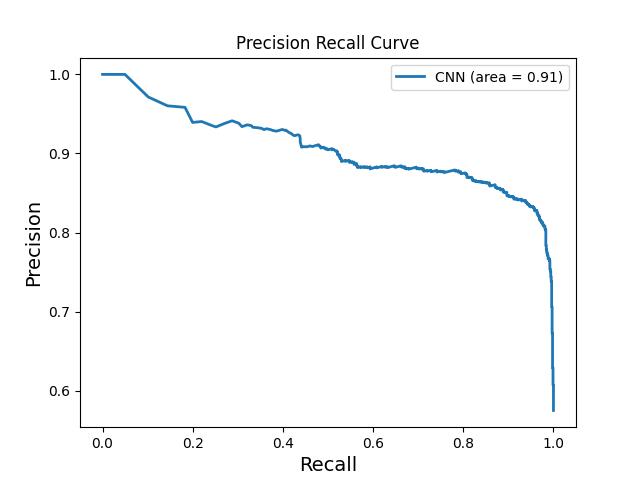 Precision Recall Curve
CNN (area = 0.91)
1.0
0.9
0.8
0.7
0.6
Precision
0.0 0.2 0.4 0.6 0.8 1.0
Recall